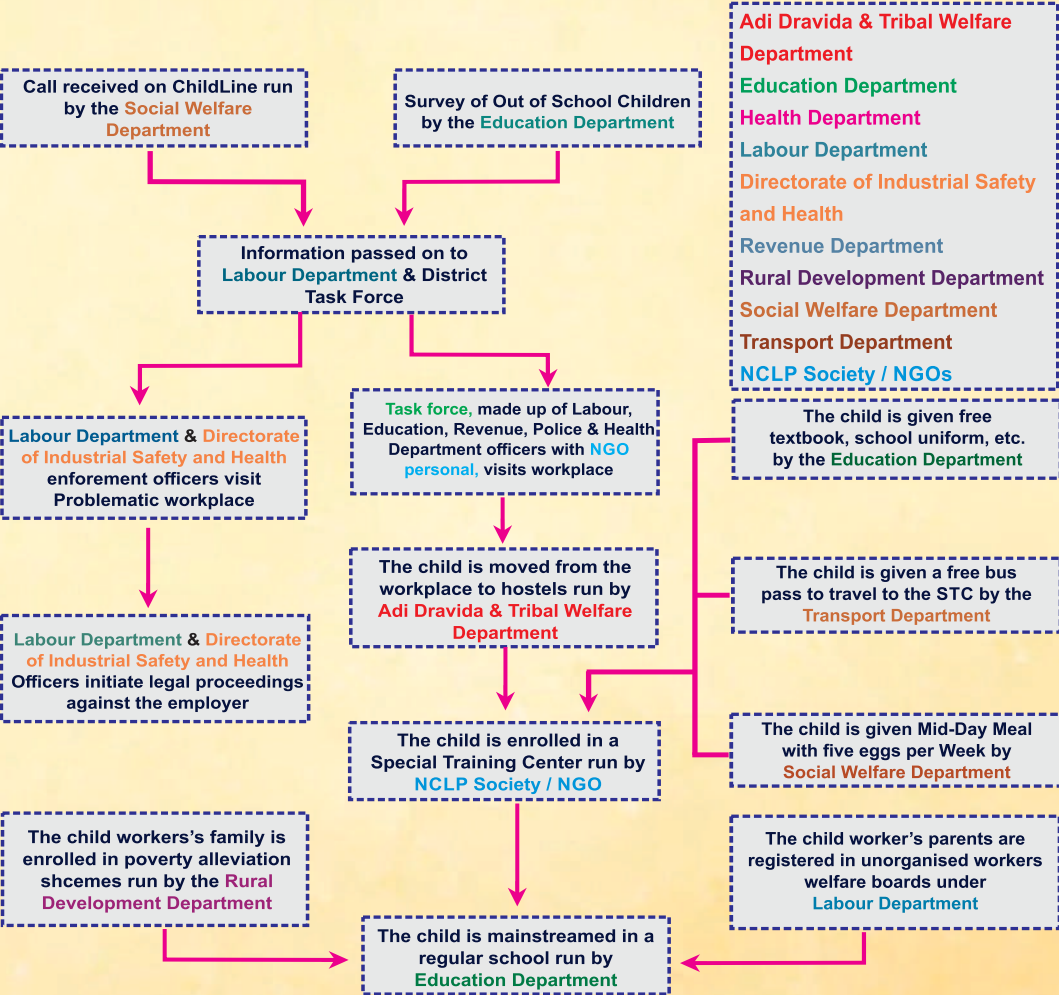 Call received on ChildLine run
by the Social Welfare
Department
Survey of Out of School Children
by the Education Department
Adi Dravida & Tribal Welfare
Department
Education Department
Health Department
Labour Department
Directorate of Industrial Safety
and Health
Revenue Department
Rural Development Department
Social Welfare Department
Transport Department
NCLP Society / NGOs
Information passed on to
Labour Department & District
Task Force
Labour Department & Directorate
of Industrial Safety and Health
enforement officers visit
Problematic workplace
Task force, made up of Labour,
Education, Revenue, Police & Health
Department officers with NGO
personal, visits workplace
The child is given free
textbook, school uniform, etc.
by the Education Department
The child is moved from the
workplace to hostels run by
Adi Dravida & Tribal Welfare
Department
The child is given a free bus
pass to travel to the STC by the
Transport Department
Labour Department & Directorate
of Industrial Safety and Health
Officers initiate legal proceedings
against the employer
The child is enrolled in a
Special Training Center run by
NCLP Society / NGO
The child is given Mid-Day Meal
with five eggs per Week by
Social Welfare Department
The child workers's family is
enrolled in poverty alleviation
shcemes run by the Rural
Development Department
The child worker's parents are
registered in unorganised workers
welfare boards under
Labour Department
The child is mainstreamed in a
regular school run by
Education Department